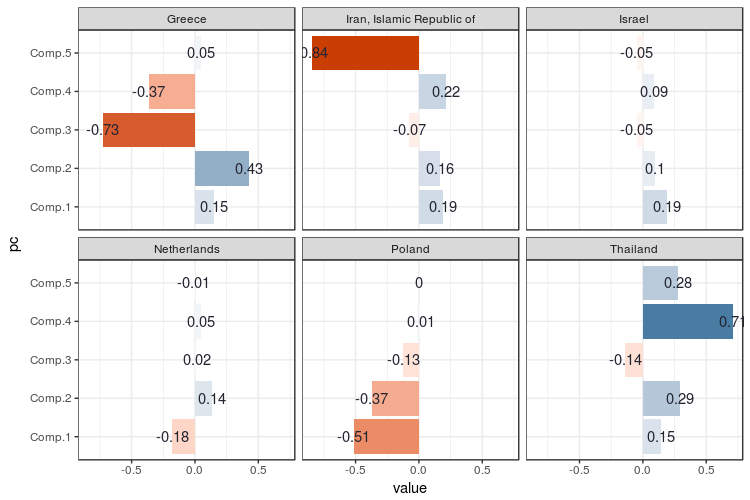 Greece
Iran, Islamic Republic of
Israel
Comp.5
0.05
0.84
-0.05
Comp.4
-0.37
0.22
0.09
Comp.3
-0.73
-0.07
-0.05
Comp.2
0.43
0.16
0.1
Comp.1
0.15
0.19
0.19
pc
Netherlands
Poland
Thailand
Comp.5
-0.01
0
0.28
Comp.4
0.05
0.01
0.71
Comp.3
0.02
-0.13
-0.14
Comp.2
0.14
-0.37
0.29
Comp.1
-0.18
-0.51
0.15
-0.5 0.0 0.5
-0.5 0.0 0.5
-0.5 0.0 0.5
value